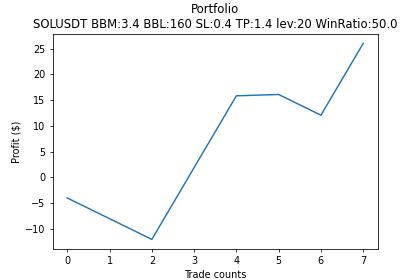 Portfolio
SOLUSDT BBM:3.4 BBL:160 SL:0.4 TP:1.4 lev:20 WinRatio:50.0
25
20
15
10
5
0
−5
−10
Profit ($)
0 1 2 3 4 5 6 7
Trade counts